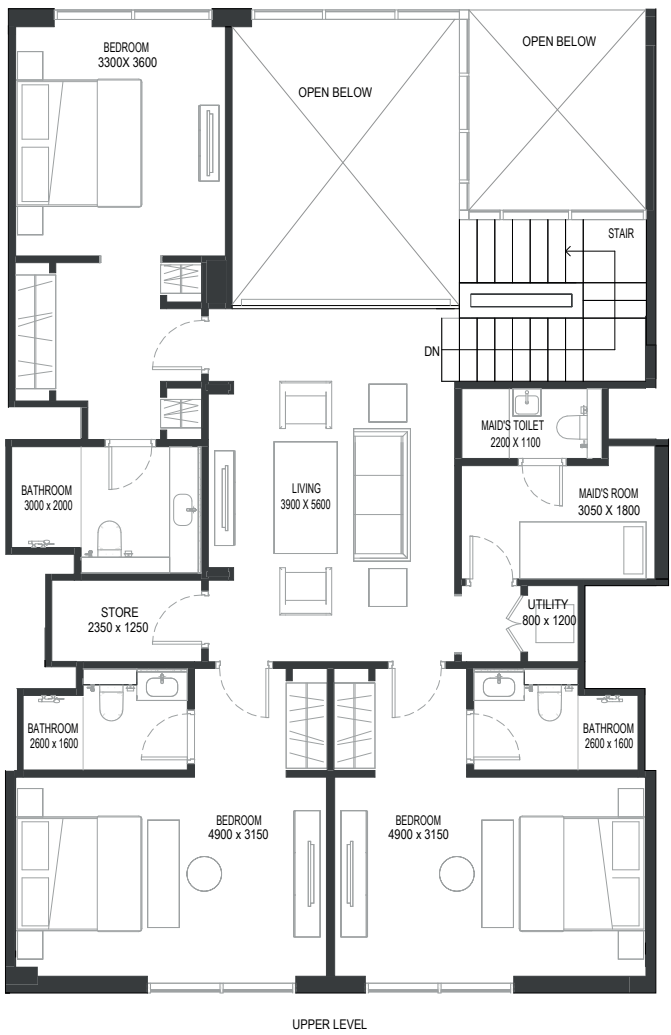 BEDROOM
3300X 3600
OPEN BELOW
OPEN BELOW
STAIR
DN
MAID'S TOILET
2200 X 1100
BATHROOM
3000 x 2000
LIVING
3900 X 5600
MAID'S ROOM
3050 X 1800
STORE
2350 x 1250
UTILITY
800 x 1200
BATHROOM
2600 x 1600
BATHROOM
2600 x 1600
BEDROOM
4900 x 3150
BEDROOM
4900 x 3150
UPPER LEVEL